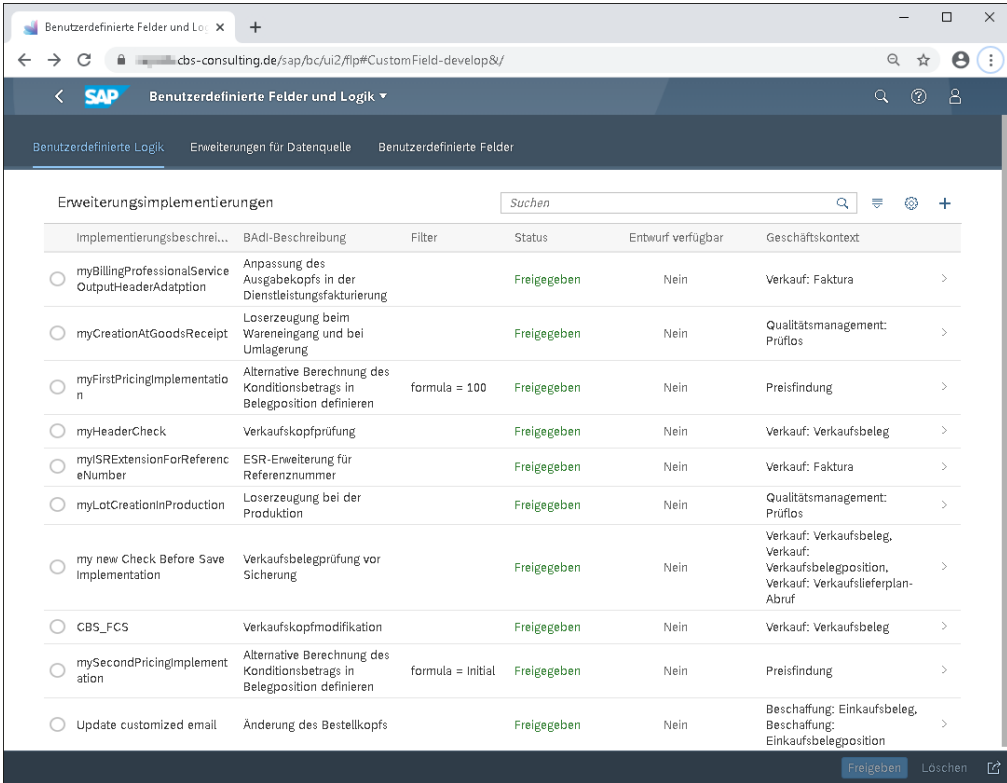 Benutzerdefinierte Felder und Log
cbs-consulting.de/sap/bc/ui2/flp#CustomField-develop&/
SAP Benutzerdefinierte Felder und Logik
Benutzerdefinierte Logik Erweiterungen für Datenquelle Benutzerdefinierte Felder
Erweiterungsimplementierungen Suchen
Implementierungsbeschrei... BAdI-Beschreibung Filter Status Entwurf verfügbar Geschäftskontext
myBillingProfessionalService
OutputHeaderAdatption
Anpassung des
Ausgabekopfs in der
Dienstleistungsfakturierung
Freigegeben Nein Verkauf: Faktura
myCreationAtGoodsReceipt
Loserzeugung beim
Wareneingang und bei
Umlagerung
Freigegeben Nein
Qualitätsmanagement:
Prüflos
myFirstPricingImplementatio
n
Alternative Berechnung des
Konditionsbetrags in
Belegposition definieren
formula = 100 Freigegeben Nein Preisfindung
myHeaderCheck Verkaufskopfprüfung Freigegeben Nein Verkauf: Verkaufsbeleg
myISRExtensionForReferenc
eNumber
ESR-Erweiterung für
Referenznummer
Freigegeben Nein Verkauf: Faktura
myLotCreationInProduction
Loserzeugung bei der
Produktion
Freigegeben Nein
Qualitätsmanagement:
Prüflos
my new Check Before Save
Implementation
Verkaufsbelegprüfung vor
Sicherung
Freigegeben Nein
Verkauf: Verkaufsbeleg,
Verkauf:
Verkaufsbelegposition,
Verkauf: Verkaufslieferplan-
Abruf
CBS_FCS Verkaufskopfmodifikation Freigegeben Nein Verkauf: Verkaufsbeleg
mySecondPricingImplement
ation
Alternative Berechnung des
Konditionsbetrags in
Belegposition definieren
formula = Initial Freigegeben Nein Preisfindung
Update customized email Änderung des Bestellkopfs Freigegeben Nein
Beschaffung: Einkaufsbeleg,
Beschaffung:
Einkaufsbelegposition
Freigeben Löschen